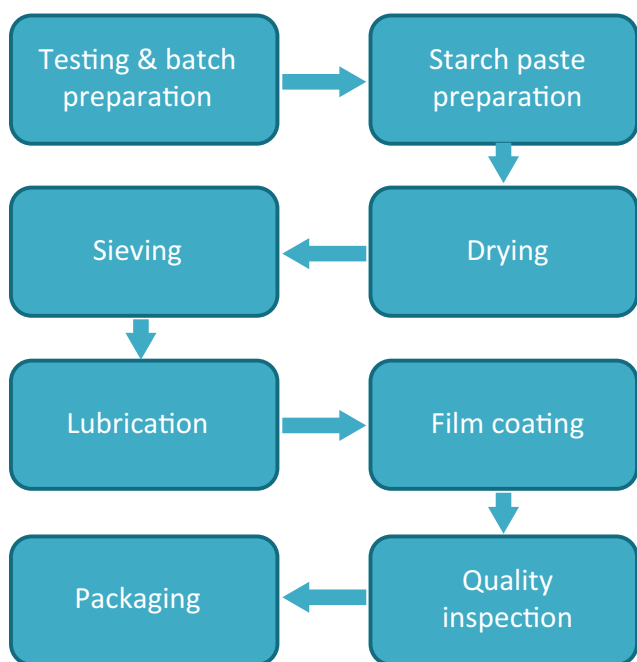 Testing & batch
preparation
Starch paste
preparation
Drying
Sieving
Lubrication
Film coating
Quality
inspection
Packaging